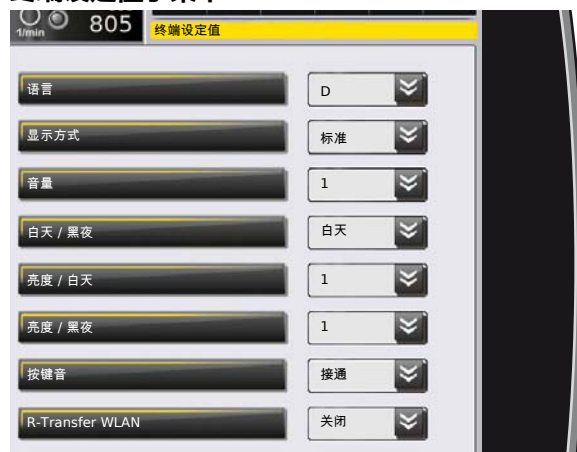 1/min
805
终端设定值
语言 D
显示方式 标准
音量 1
白天 / 黑夜 白天
亮度 / 白天 1
亮度 / 黑夜 1
按键音 接通
R-Transfer WLAN 关闭